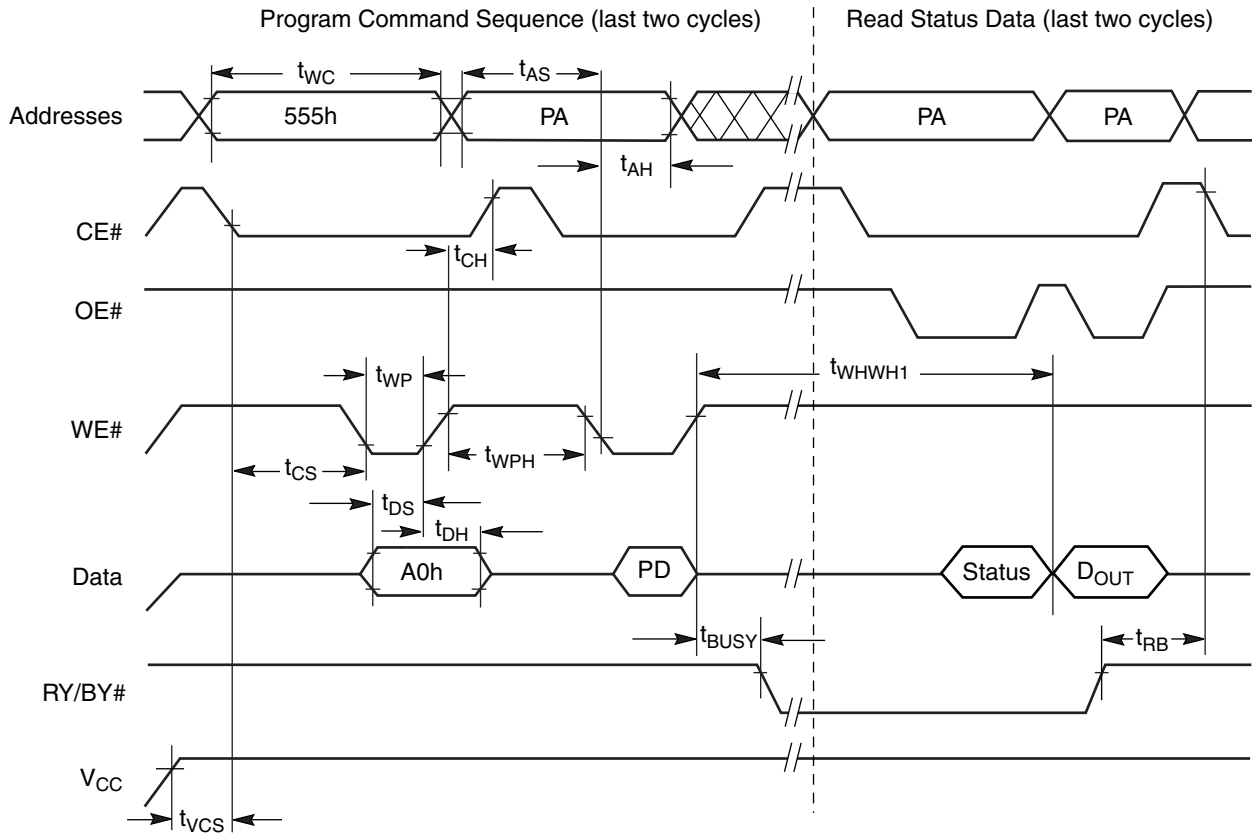 Program Command Sequence (last two cycles)
Read Status Data (last two cycles)
tWC
tAS
Addresses
555h
PA
PA
PA
tAH
CE#
tCH
OE#
tWP
tWHWH1
WE#
tCS
tWPH
tDS
tDH
Data
A0h
PD
Status
DOUT
tBUSY
tRB
RY/BY#
VCC
tVCS